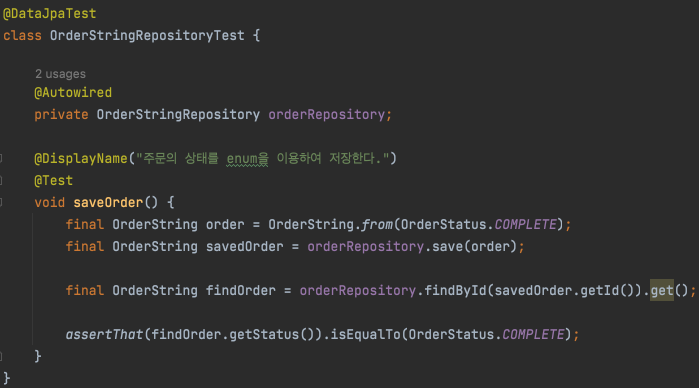 @DataJpaTest
class OrderStringRepositoryTest {
2 usages
@Autowired
private OrderStringRepository orderRepository;
@DisplayName("주문의 상태를 enum을 이용하여 저장한다.")
@Test
void saveOrder() {
final OrderString order = OrderString.from(OrderStatus.COMPLETE);
final OrderString savedOrder = orderRepository.save(order);
final OrderString findOrder = orderRepository.findById(savedOrder.getId()).get();
assertThat(findOrder.getStatus()).isEqualTo(OrderStatus.COMPLETE);
}
}